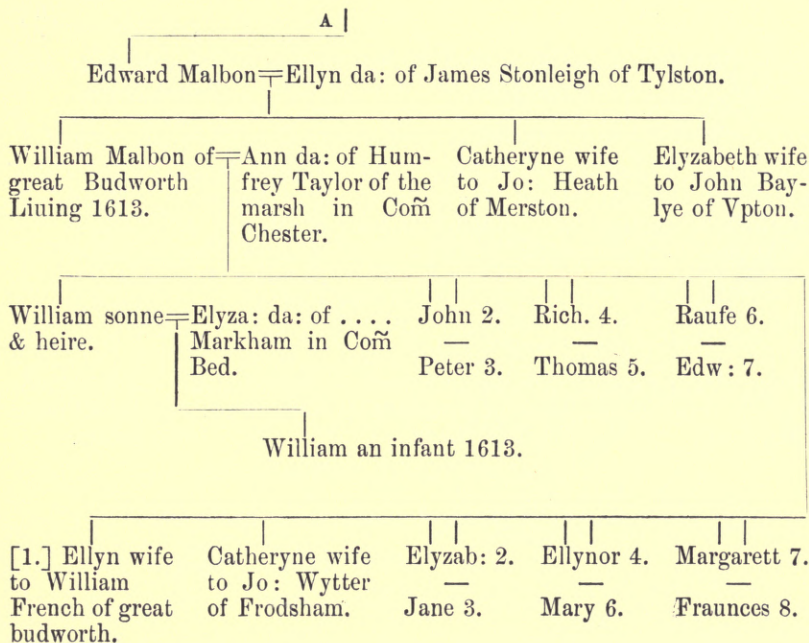 A
Edward Malbon=Ellyn da: of James Stonleigh of Tylston.
William Malbon of=Ann da: of Hum-
great Budworth frey Taylor of the
Liuing 1613. marsh in Com̃
Chester.
Catheryne wife
to Jo: Heath
of Merston.
Elyzabeth wife
to John Bay-
lye of Vpton.
William sonne=Elyza: da: of ....
& heire. Markham in Com̃
Bed.
John 2.
—
Peter 3.
Rich. 4.
—
Thomas 5.
Raufe 6.
—
Edw: 7.
William an infant 1613.
[1.] Ellyn wife
to William
French of great
budworth.
Catheryne wife
to Jo: Wytter
of Frodsham.
Elyzab: 2.
—
Jane 3.
Ellynor 4.
—
Mary 6.
Margarett 7.
—
Fraunces 8.